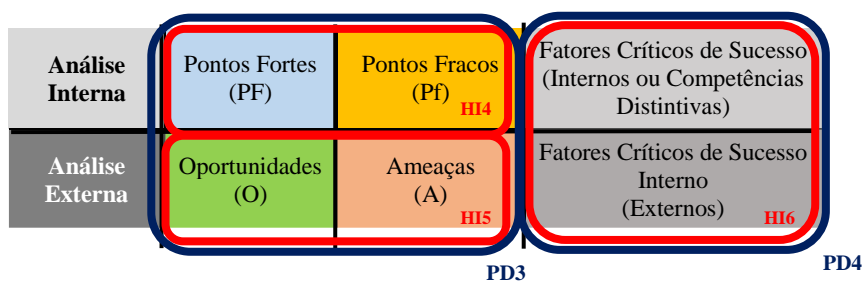 Análise
Interna
Pontos Fortes
(PF)
Pontos Fracos
(Pf)
HI4
Fatores Críticos de Sucesso
(Internos ou Competências
Distintivas)
Análise
Externa
Oportunidades
(O)
Ameaças
(A)
HI5
Fatores Críticos de Sucesso
Interno
(Externos)
HI6
PD3
PD4